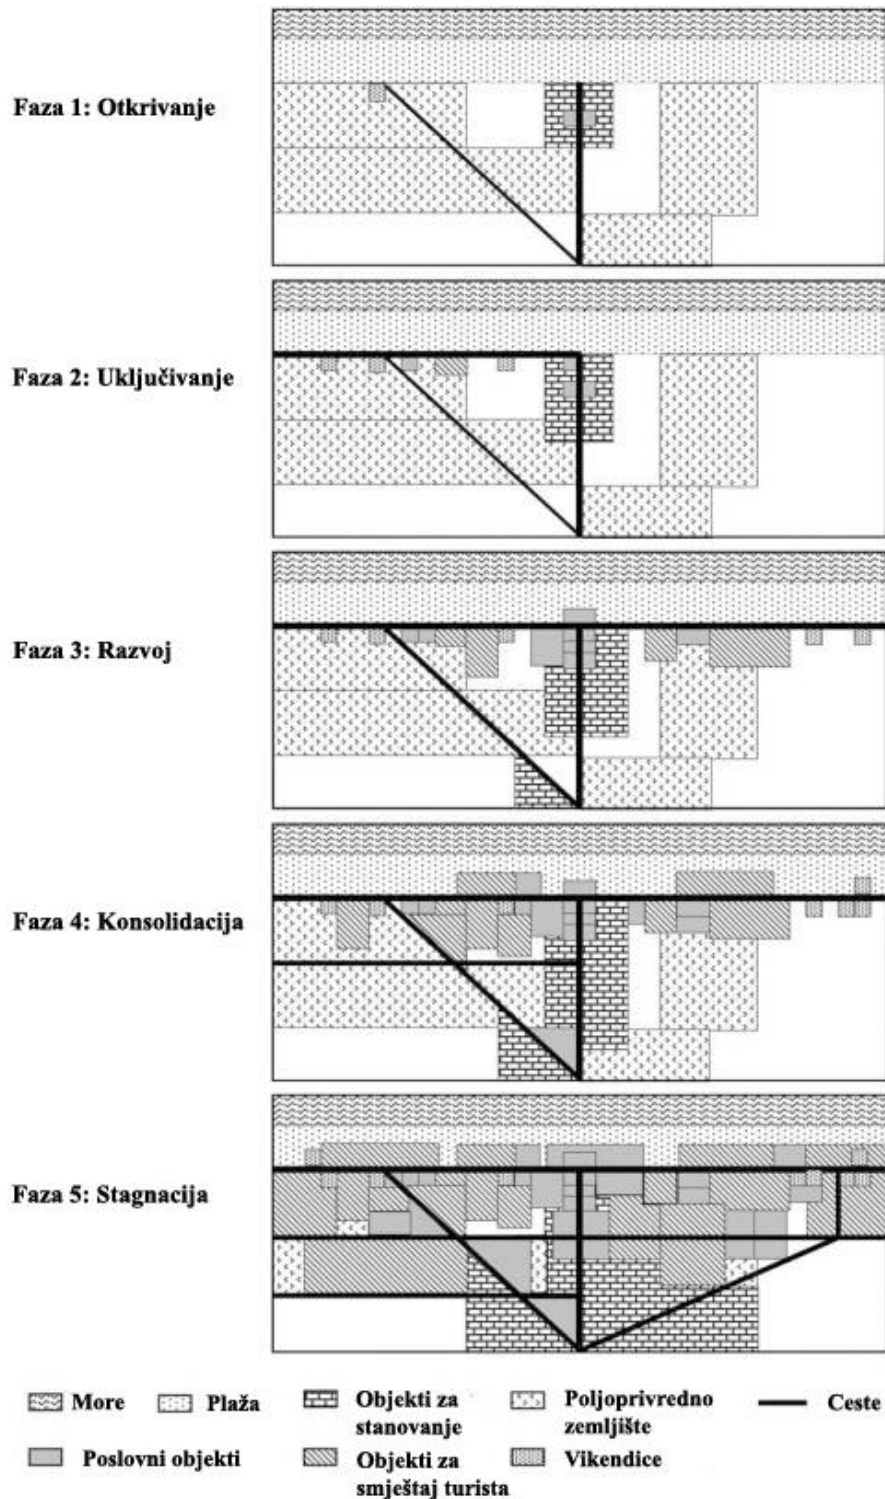 Faza 1: Otkrivanje
Faza 2: Uključivanje
Faza 3: Razvoj
Faza 4: Konsolidacija
Faza 5: Stagnacija
More
Plaža
Objekti za
stanovanje
Poljoprivredno
zemljište
Ceste
Poslovni objekti
Objekti za
smještaj turista
Vikendice